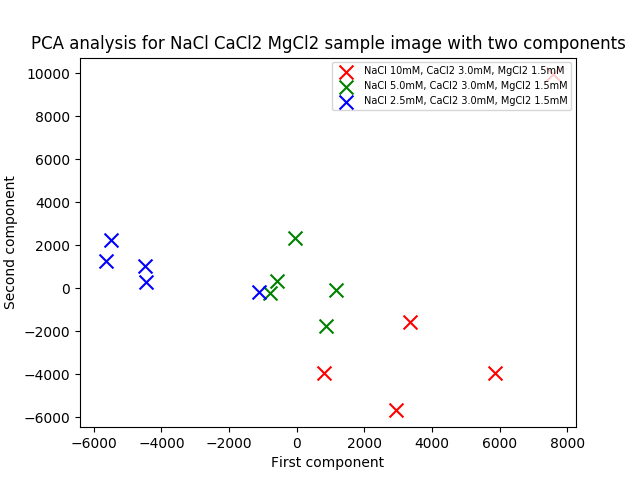 PCA analysis for NaCl CaCl2 MgCl2 sample image with two components
NaCl 10mM, CaCl2 3.0mM, MgCl2 1.5mM
NaCl 5.0mM, CaCl2 3.0mM, MgCl2 1.5mM
NaCl 2.5mM, CaCl2 3.0mM, MgCl2 1.5mM
10000
8000
6000
4000
2000
0
−2000
−4000
−6000
Second component
−6000 −4000 −2000 0 2000 4000 6000 8000
First component